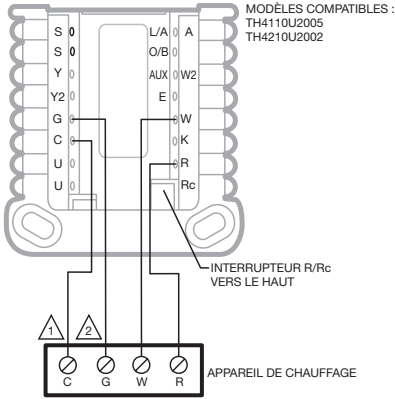 MODÈLES COMPATIBLES :
TH4110U2005
TH4210U2002
S L/A A
S O/B
Y AUX W2
Y2 E
G W
C K
U R
U Rc
INTERRUPTEUR R/Rc
VERS LE HAUT
1 2
C G W R
APPAREIL DE CHAUFFAGE